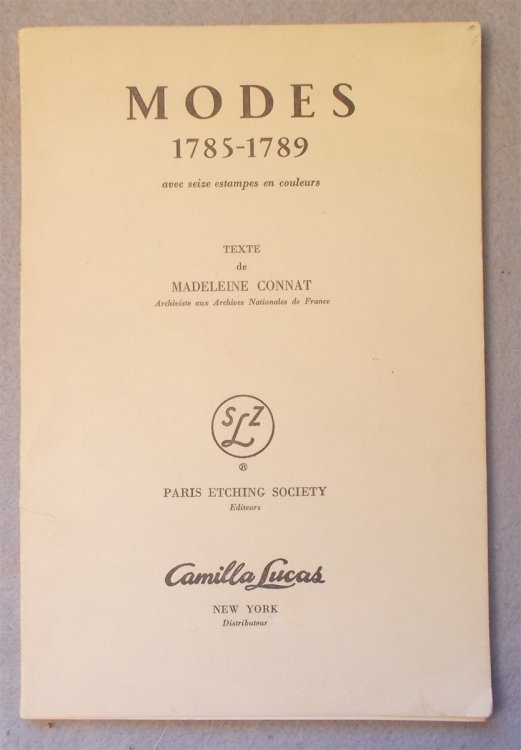 MODES
1785-1789
avec seize estampes en couleurs
TEXTE
de
MADELEINE CONNAT
Archiviste aux Archives Nationales de France
SLZ
®
PARIS ETCHING SOCIETY
Editeurs
Camilla Lucas
NEW YORK
Distributeur